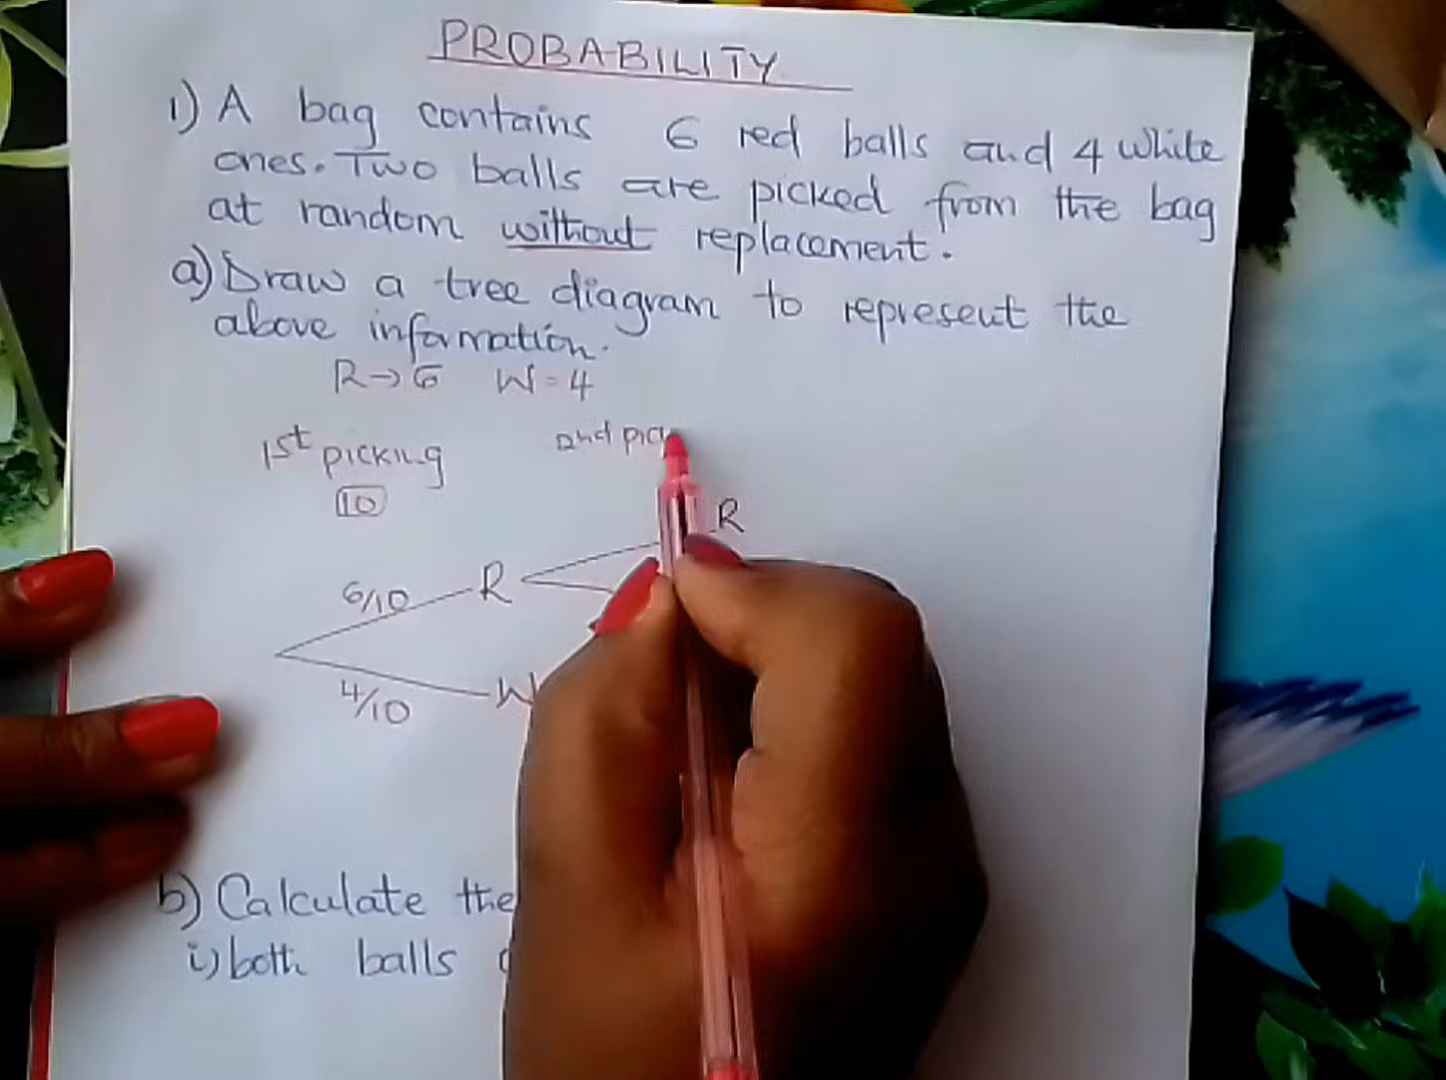 PROBABILITY
1) A bag contains 6 red balls and 4 white
ones. Two balls are picked from the bag
at random without replacement.
a) Draw a tree diagram to represent the
above information.
R→6 W=4
1st picking 2nd pic
10
R
6/10 R
4/10 W
b) Calculate the
i) both balls